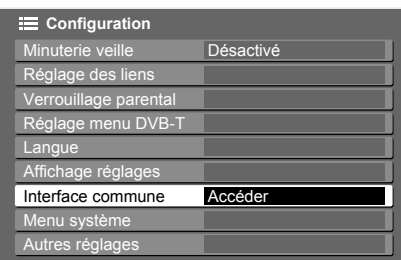 Configuration
Minuterie veille Désactivé
Réglage des liens
Verrouillage parental
Réglage menu DVB-T
Langue
Affichage réglages
Interface commune Accéder
Menu système
Autres réglages